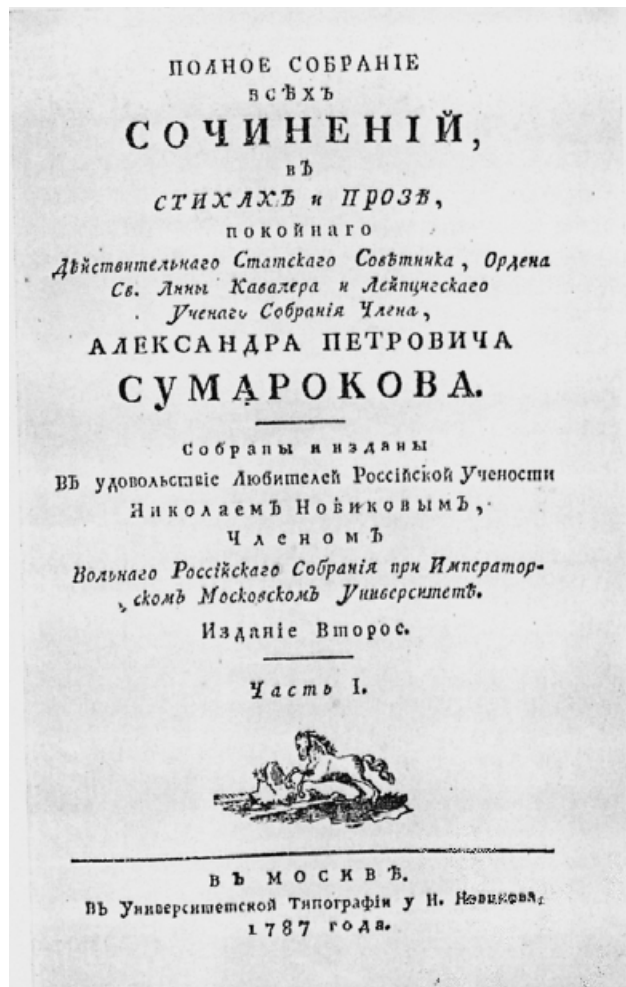 ПОЛНОЕ СОБРАНІЕ
ВСѢХЪ
СОЧИНЕНІЙ,
ВЪ
СТИХАХЪ и ПРОЗѢ,
ПОКОЙНАГО
Дѣйствительнаго Статскаго Совѣтника, Ордена
Св. Анны Кавалера и Лейпцигскаго
Ученаго Собранія Члена,
АЛЕКСАНДРА ПЕТРОВИЧА
СУМАРОКОВА.
Собраны и изданы
Въ удовольствіе Любителей Россійской Учености
Николаемъ Новиковымъ,
Членомъ
Вольнаго Россійскаго Собранія при Император-
скомъ Московскомъ Университетѣ.
Изданіе Второе.
Часть I.
ВЪ МОСКВѢ.
Въ Университетской Типографіи у Н. Новикова,
1787 года.